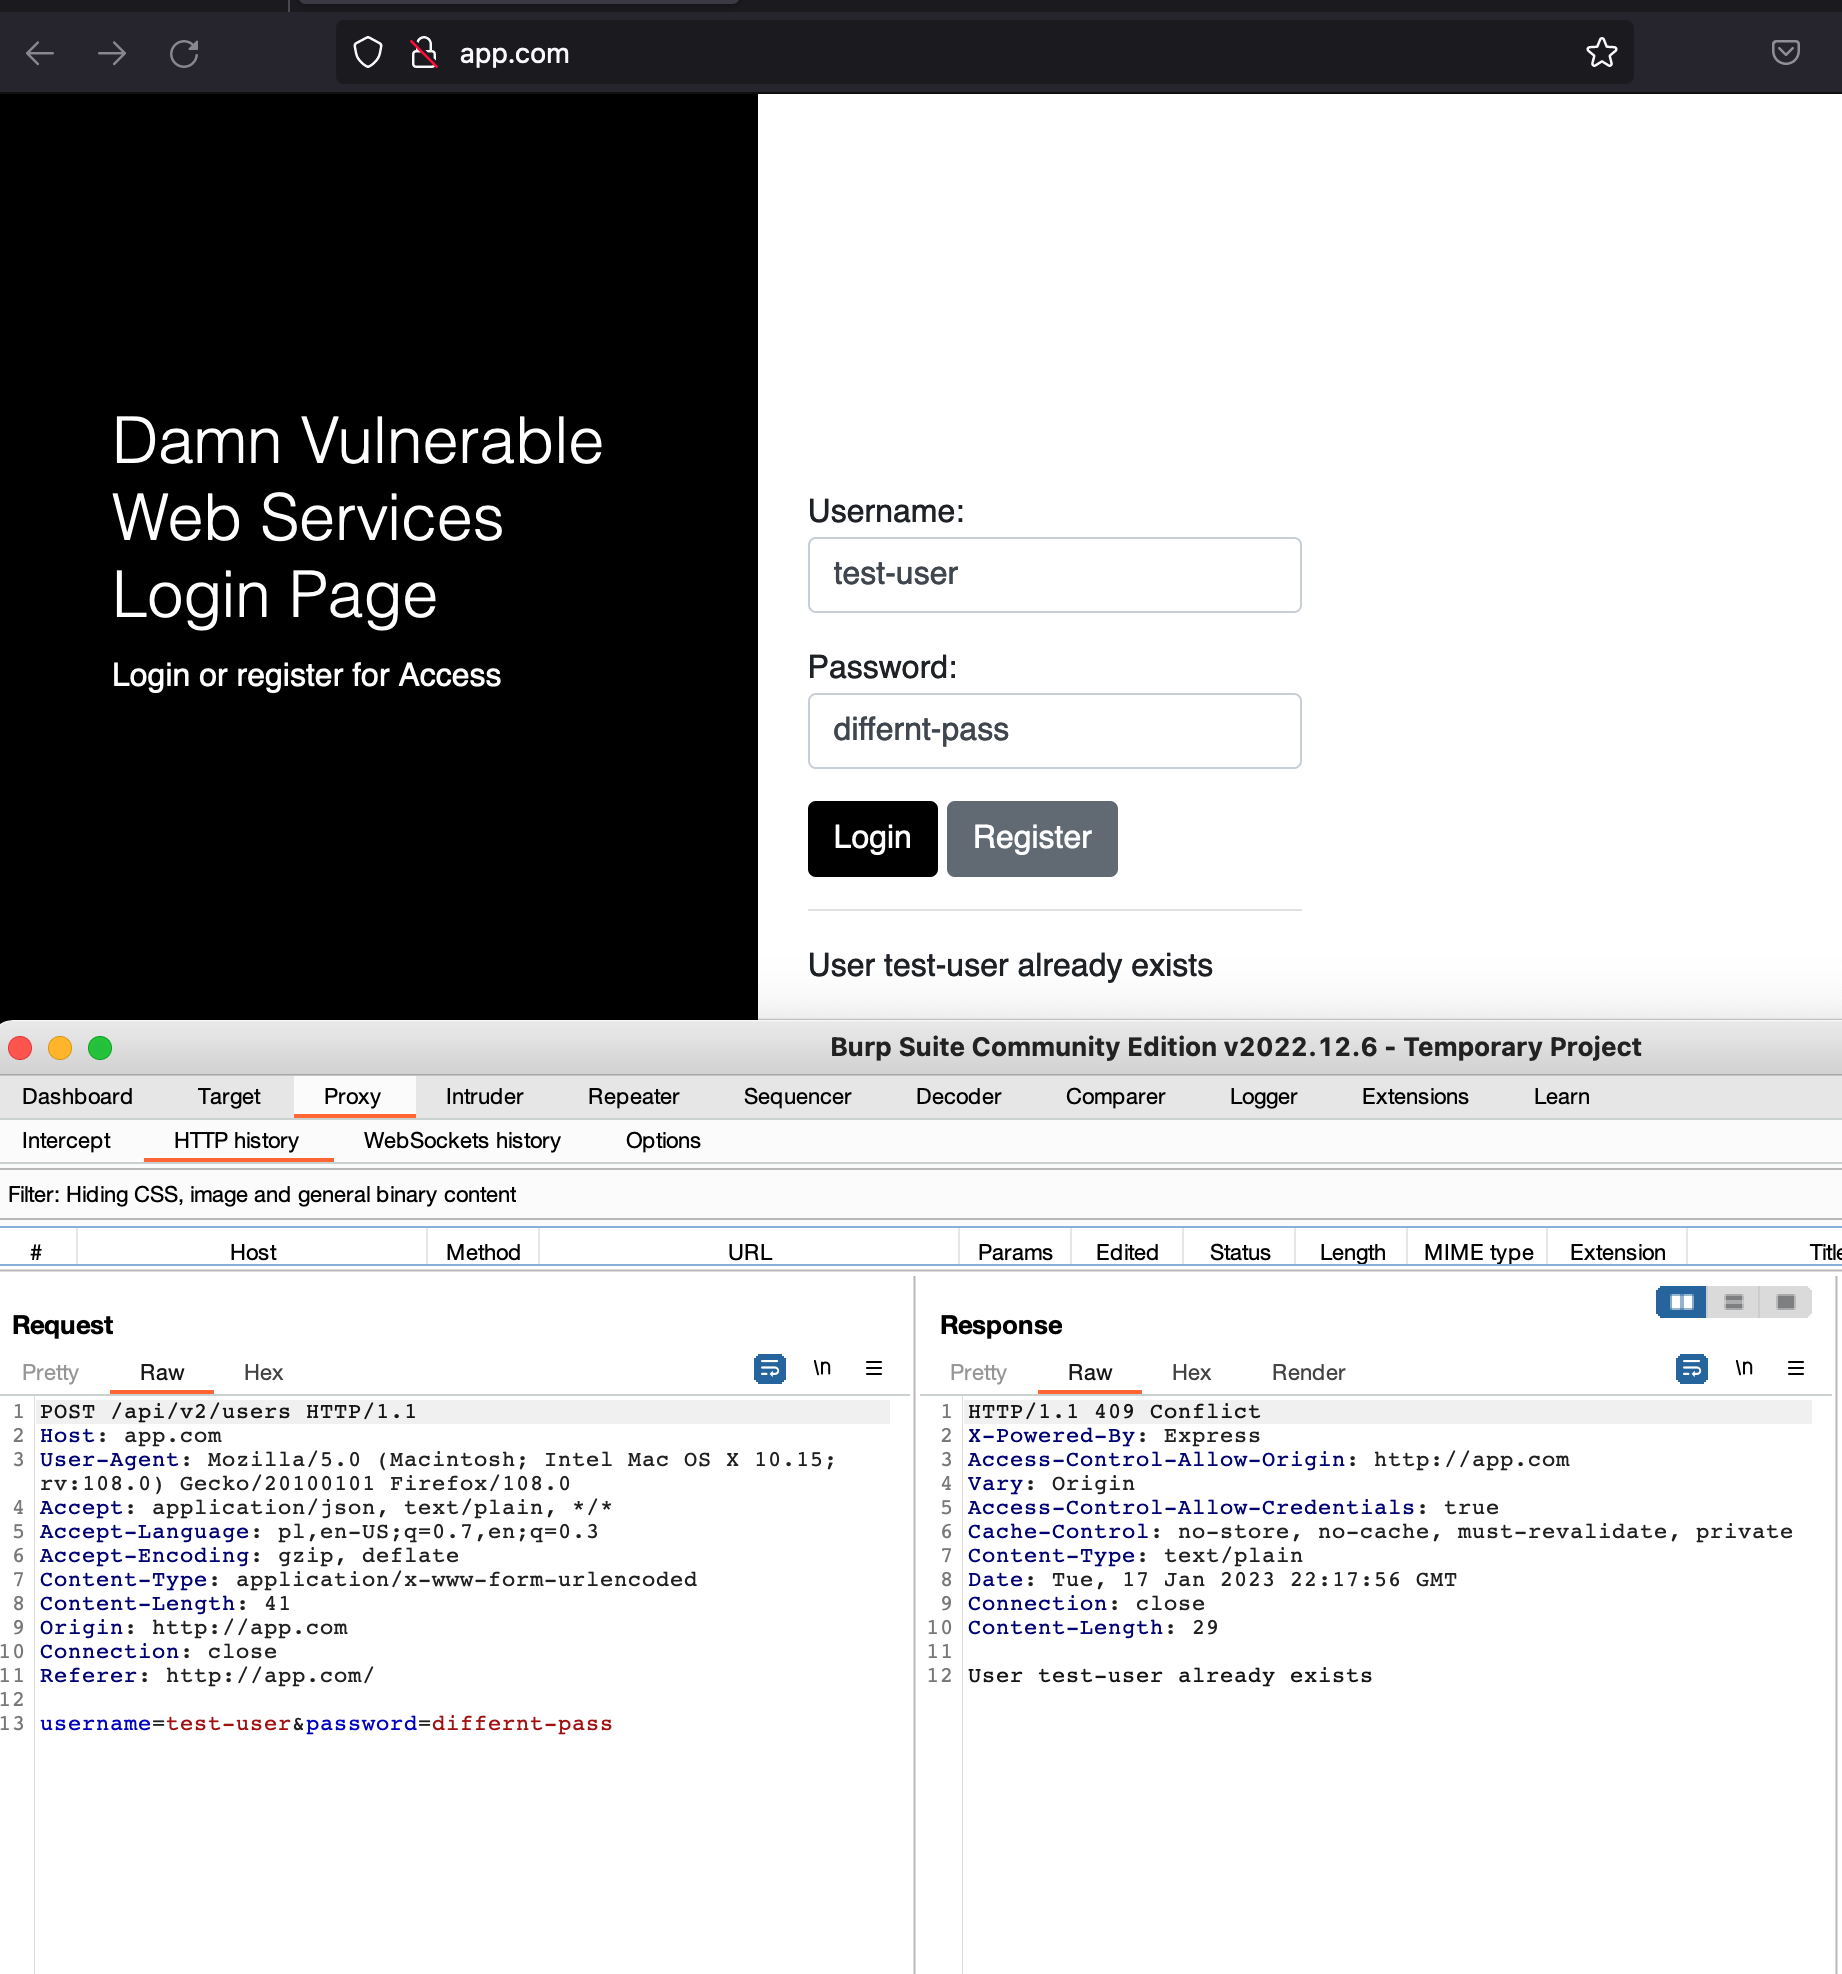 app.com
Damn Vulnerable
Web Services
Login Page
Login or register for Access
Username:
test-user
Password:
differnt-pass
Login Register
User test-user already exists
Burp Suite Community Edition v2022.12.6 - Temporary Project
Dashboard Target Proxy Intruder Repeater Sequencer Decoder Comparer Logger Extensions Learn
Intercept HTTP history WebSockets history Options
Filter: Hiding CSS, image and general binary content
# Host Method URL Params Edited Status Length MIME type Extension
Request
Pretty Raw Hex \n
1 POST /api/v2/users HTTP/1.1
2 Host: app.com
3 User-Agent: Mozilla/5.0 (Macintosh; Intel Mac OS X 10.15;
rv:108.0) Gecko/20100101 Firefox/108.0
4 Accept: application/json, text/plain, */*
5 Accept-Language: pl,en-US;q=0.7,en;q=0.3
6 Accept-Encoding: gzip, deflate
7 Content-Type: application/x-www-form-urlencoded
8 Content-Length: 41
9 Origin: http://app.com
10 Connection: close
11 Referer: http://app.com/
12
13 username=test-user&password=differnt-pass
Response
Pretty Raw Hex Render \n
1 HTTP/1.1 409 Conflict
2 X-Powered-By: Express
3 Access-Control-Allow-Origin: http://app.com
4 Vary: Origin
5 Access-Control-Allow-Credentials: true
6 Cache-Control: no-store, no-cache, must-revalidate, private
7 Content-Type: text/plain
8 Date: Tue, 17 Jan 2023 22:17:56 GMT
9 Connection: close
10 Content-Length: 29
11
12 User test-user already exists